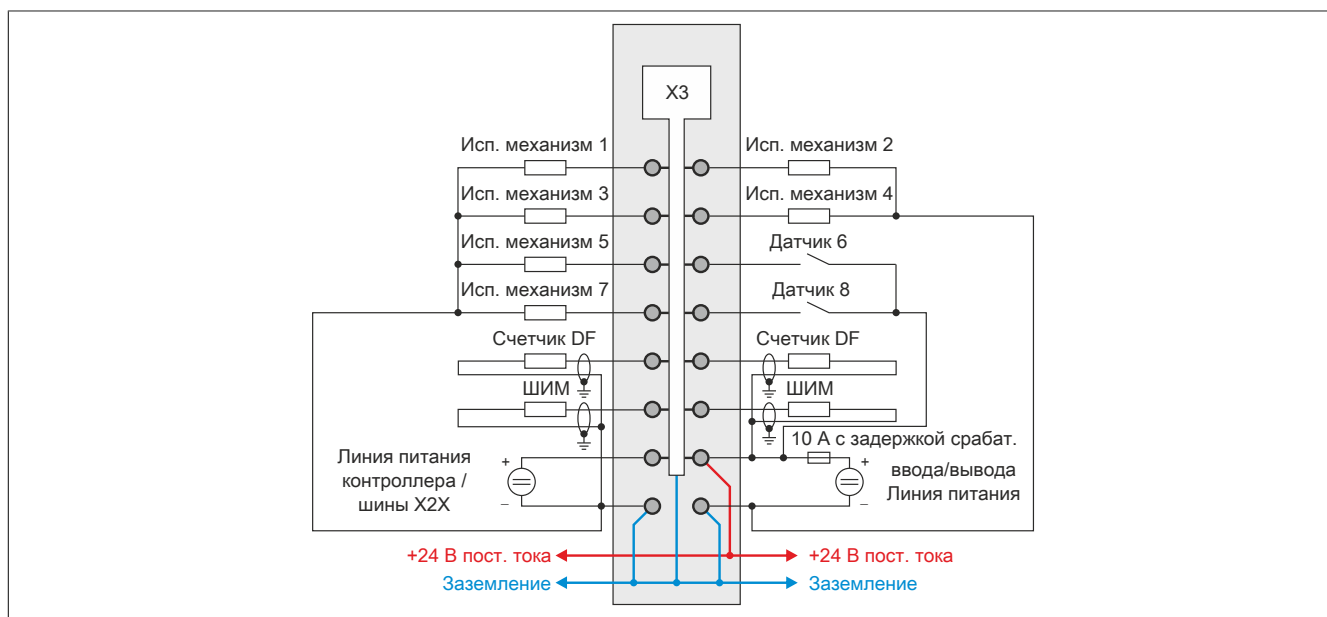 X3
Исп. механизм 1
Исп. механизм 2
Исп. механизм 3
Исп. механизм 4
Исп. механизм 5
Датчик 6
Исп. механизм 7
Датчик 8
Счетчик DF
Счетчик DF
ШИМ
ШИМ
10 А с задержкой срабат.
Линия питания
контроллера /
шины X2X
+
–
+
–
ввода/вывода
Линия питания
+24 В пост. тока
+24 В пост. тока
Заземление
Заземление